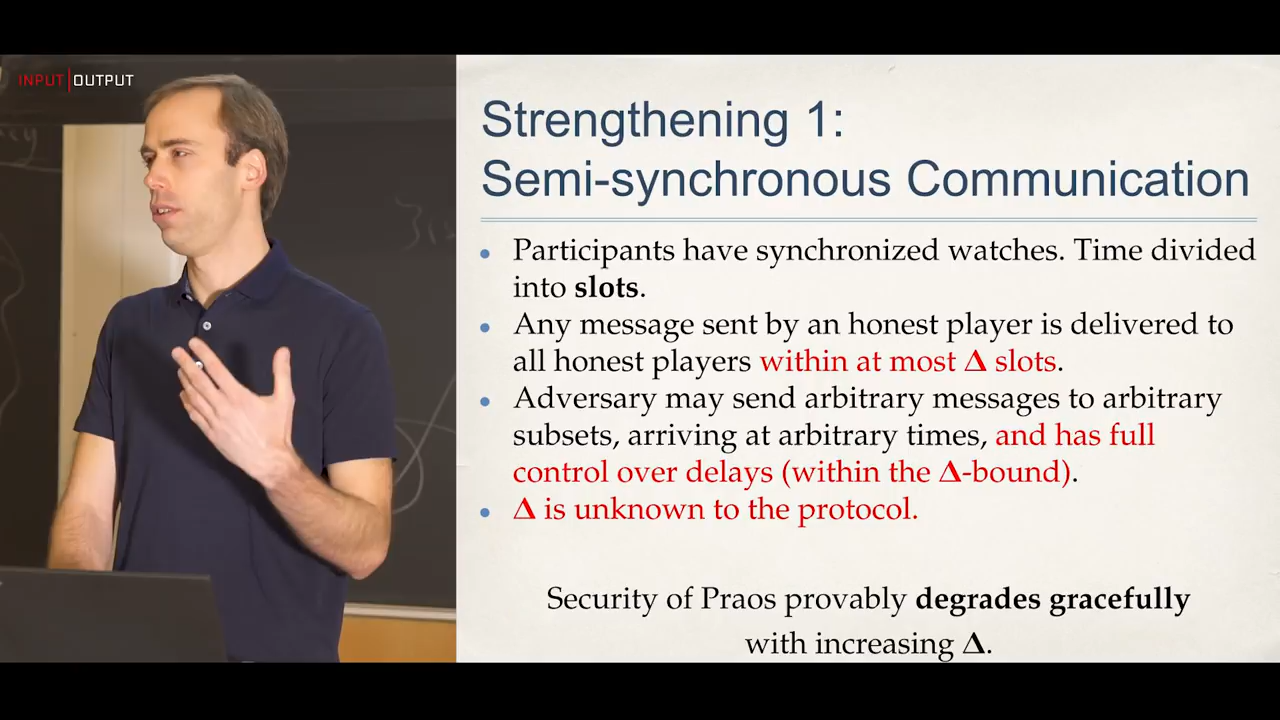 INPUT|OUTPUT
Strengthening 1:
Semi-synchronous Communication
• Participants have synchronized watches. Time divided
into slots.
• Any message sent by an honest player is delivered to
all honest players within at most Δ slots.
• Adversary may send arbitrary messages to arbitrary
subsets, arriving at arbitrary times, and has full
control over delays (within the Δ-bound).
• Δ is unknown to the protocol.
Security of Praos provably degrades gracefully
with increasing Δ.